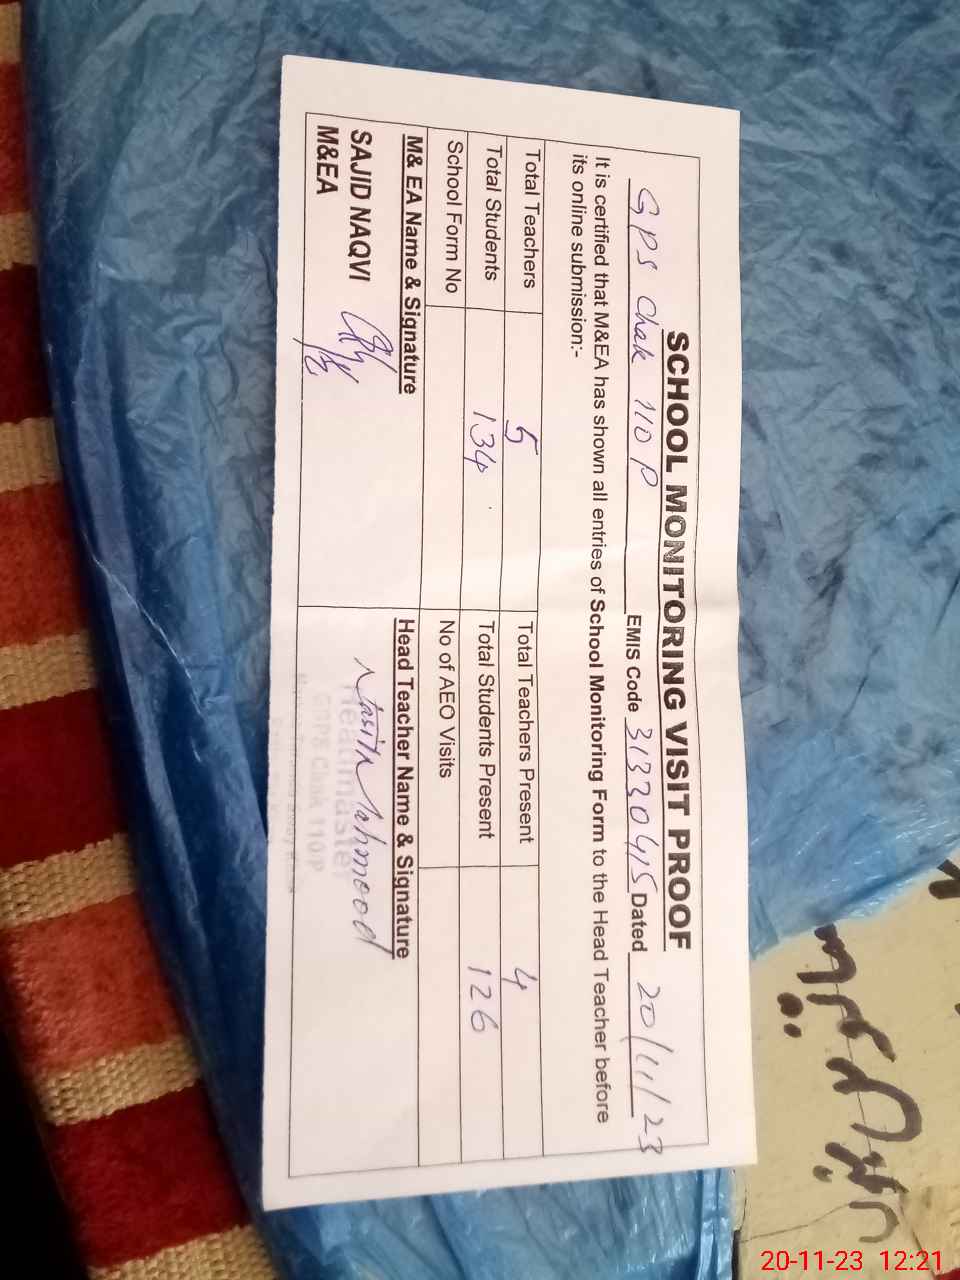 SCHOOL MONITORING VISIT PROOF
GPS Chak 110 P EMIS Code 31330415 Dated 20/11/23
It is certified that M&EA has shown all entries of School Monitoring Form to the Head Teacher before
its online submission:-
Total Teachers 5 Total Teachers Present 4
Total Students 134 Total Students Present 126
School Form No No of AEO Visits
M& EA Name & Signature Head Teacher Name & Signature
SAJID NAQVI
M&EA
Headmaster
Chak 110P
20-11-23 12:21